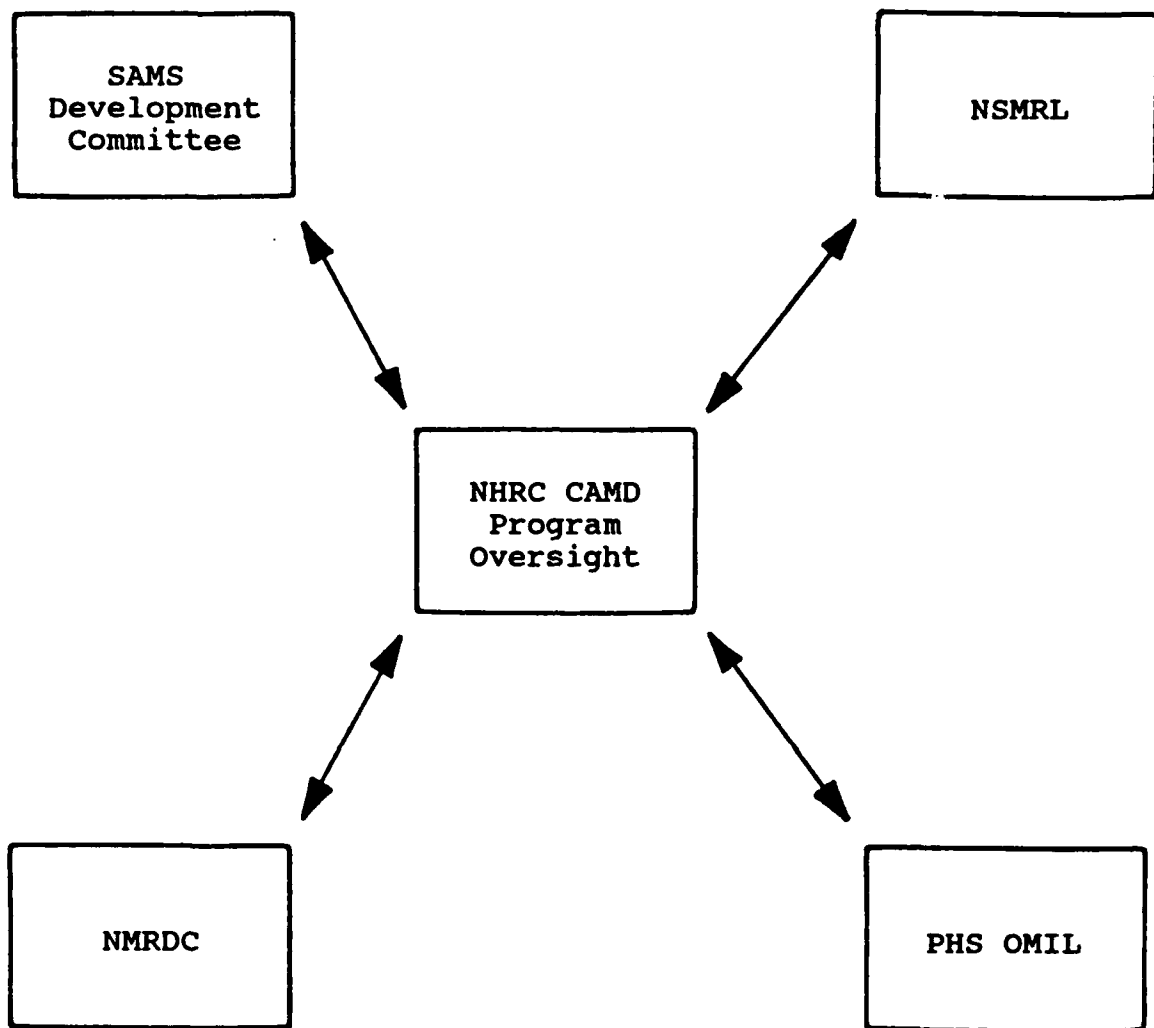 SAMS
Development
Committee
NSMRL
NHRC CAMD
Program
Oversight
NMRDC
PHS OMIL